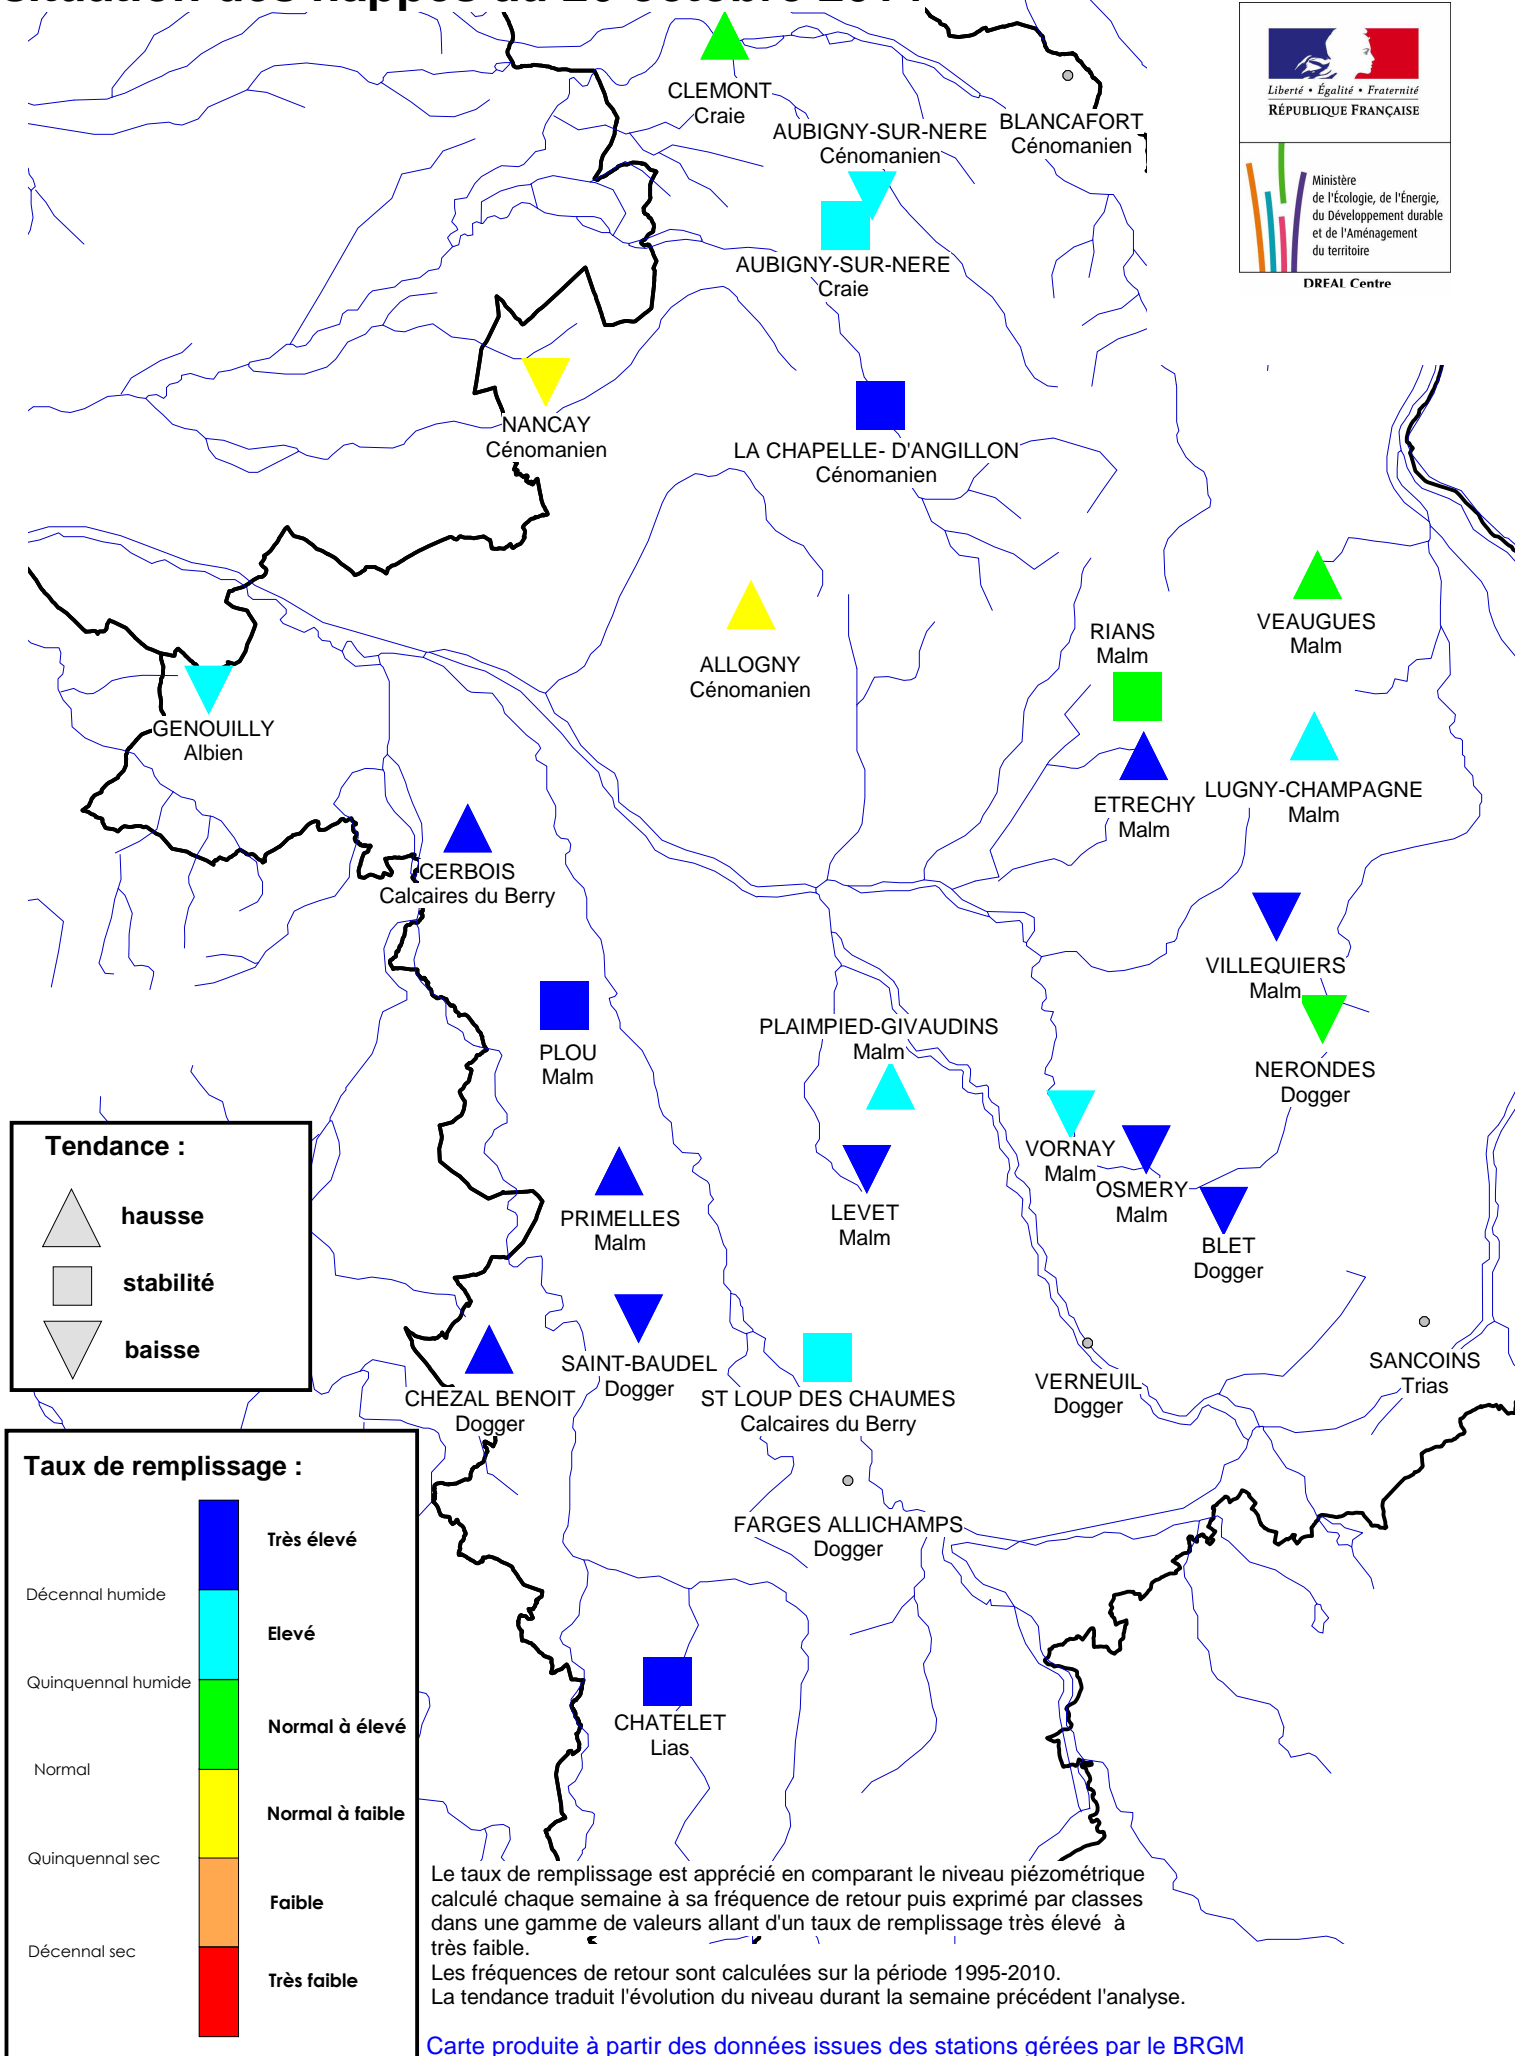 CLEMONT
Craie
AUBIGNY-SUR-NERE
Cénomanien
BLANCAFORT
Cénomanien
Liberté • Égalité • Fraternité
RÉPUBLIQUE FRANÇAISE
Ministère
de l'Écologie, de l'Énergie,
du Développement durable
et de l'Aménagement
du territoire
DREAL Centre
AUBIGNY-SUR-NERE
Craie
NANCAY
Cénomanien
LA CHAPELLE- D'ANGILLON
Cénomanien
VEAUGUES
Malm
RIANS
Malm
ALLOGNY
Cénomanien
GENOUILLY
Albien
LUGNY-CHAMPAGNE
Malm
ETRECHY
Malm
CERBOIS
Calcaires du Berry
VILLEQUIERS
Malm
PLAIMPIED-GIVAUDINS
Malm
PLOU
Malm
NERONDES
Dogger
VORNAY
Malm
OSMERY
Malm
PRIMELLES
Malm
LEVET
Malm
BLET
Dogger
Tendance :
hausse
stabilité
baisse
SAINT-BAUDEL
Dogger
CHEZAL BENOIT
Dogger
ST LOUP DES CHAUMES
Calcaires du Berry
VERNEUIL
Dogger
SANCOINS
Trias
FARGES ALLICHAMPS
Dogger
CHATELET
Lias
Taux de remplissage :
Très élevé
Décennal humide
Elevé
Quinquennal humide
Normal à élevé
Normal
Normal à faible
Quinquennal sec
Faible
Décennal sec
Très faible
Le taux de remplissage est apprécié en comparant le niveau piézométrique
calculé chaque semaine à sa fréquence de retour puis exprimé par classes
dans une gamme de valeurs allant d'un taux de remplissage très élevé à
très faible.
Les fréquences de retour sont calculées sur la période 1995-2010.
La tendance traduit l'évolution du niveau durant la semaine précédent l'analyse.
Carte produite à partir des données issues des stations gérées par le BRGM